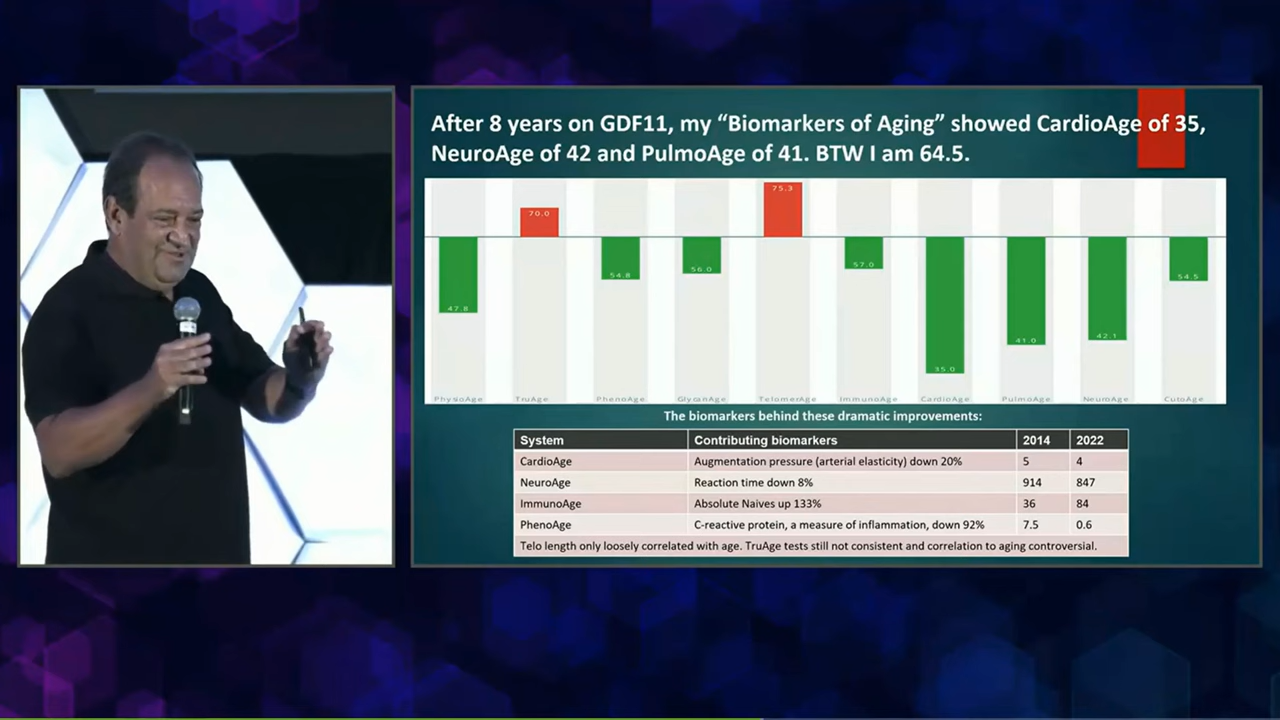 After 8 years on GDF11, my “Biomarkers of Aging” showed CardioAge of 35,
NeuroAge of 42 and PulmoAge of 41. BTW I am 64.5.
75.3
70.0
57.0
56.0
54.8
54.5
47.8
42.1
41.0
35.0
PhysioAge TruAge PhenoAge GlycanAge TelomerAge ImmunoAge CardioAge PulmoAge NeuroAge CutoAge
The biomarkers behind these dramatic improvements:
System Contributing biomarkers 2014 2022
CardioAge Augmentation pressure (arterial elasticity) down 20% 5 4
NeuroAge Reaction time down 8% 914 847
ImmunoAge Absolute Naives up 133% 36 84
PhenoAge C-reactive protein, a measure of inflammation, down 92% 7.5 0.6
Telo length only loosely correlated with age. TruAge tests still not consistent and correlation to aging controversial.